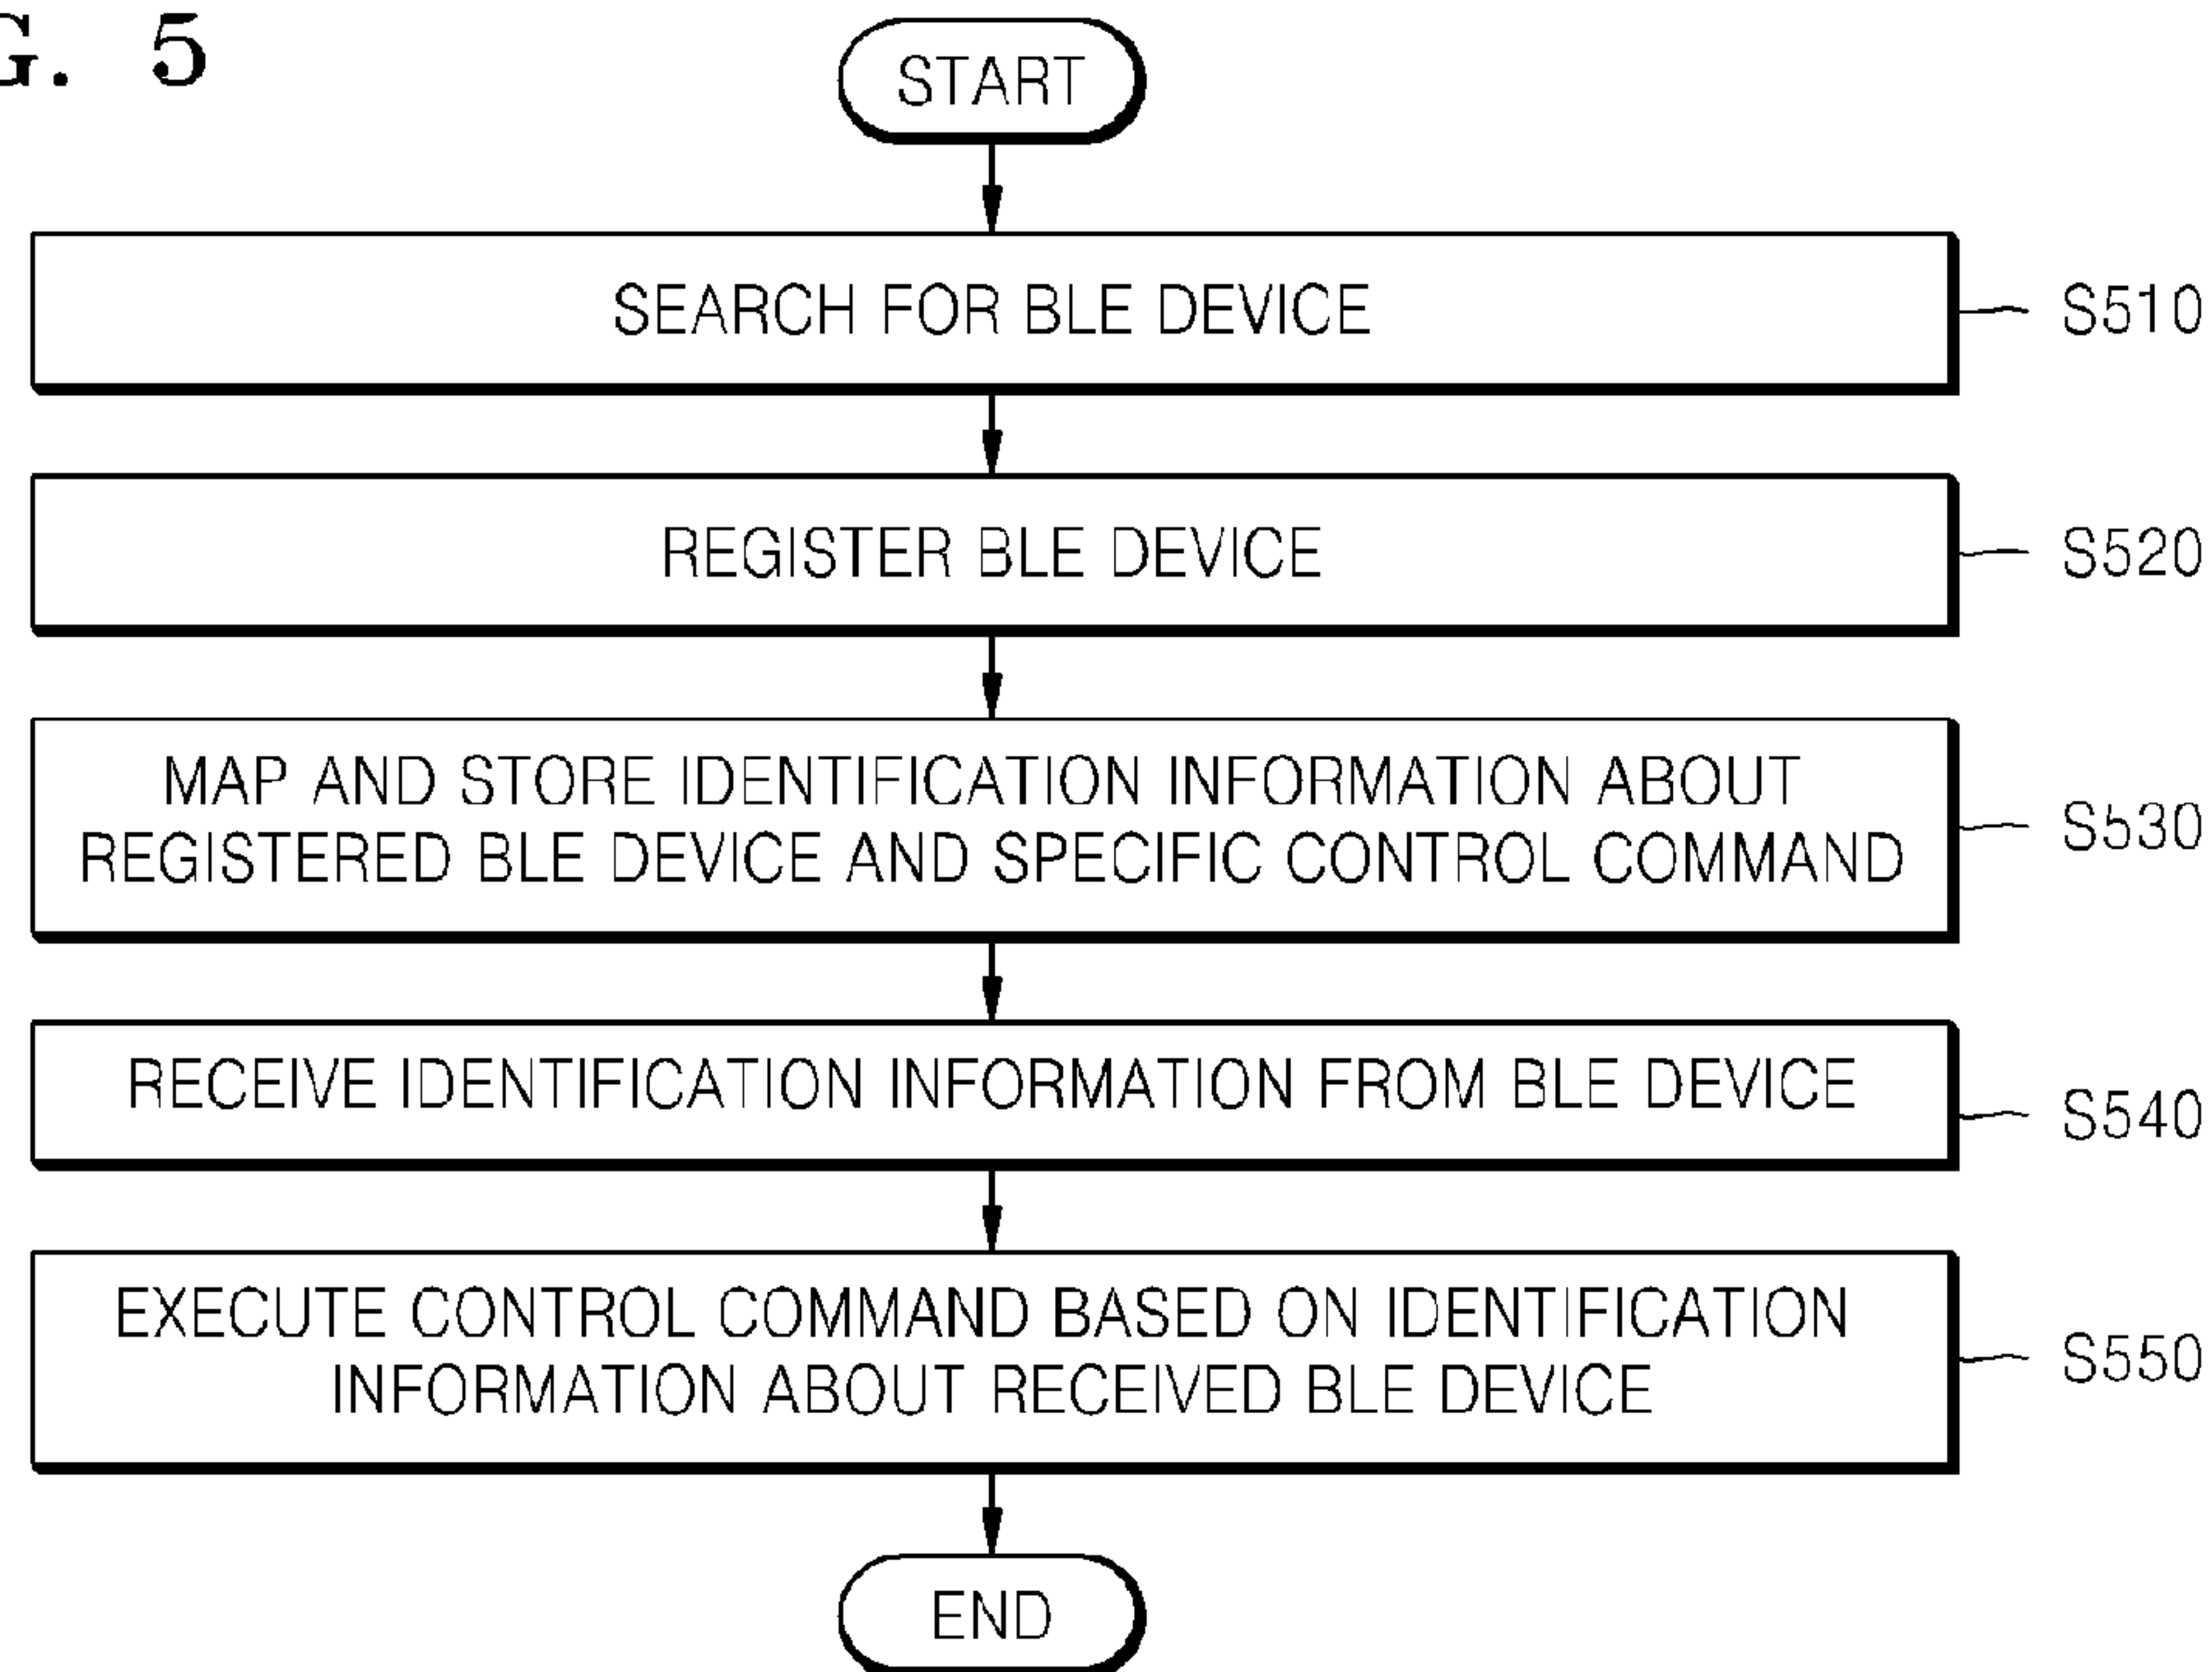 G. 5
START
SEARCH FOR BLE DEVICE
S510
REGISTER BLE DEVICE
S520
MAP AND STORE IDENTIFICATION INFORMATION ABOUT
REGISTERED BLE DEVICE AND SPECIFIC CONTROL COMMAND
S530
RECEIVE IDENTIFICATION INFORMATION FROM BLE DEVICE
S540
EXECUTE CONTROL COMMAND BASED ON IDENTIFICATION
INFORMATION ABOUT RECEIVED BLE DEVICE
S550
END